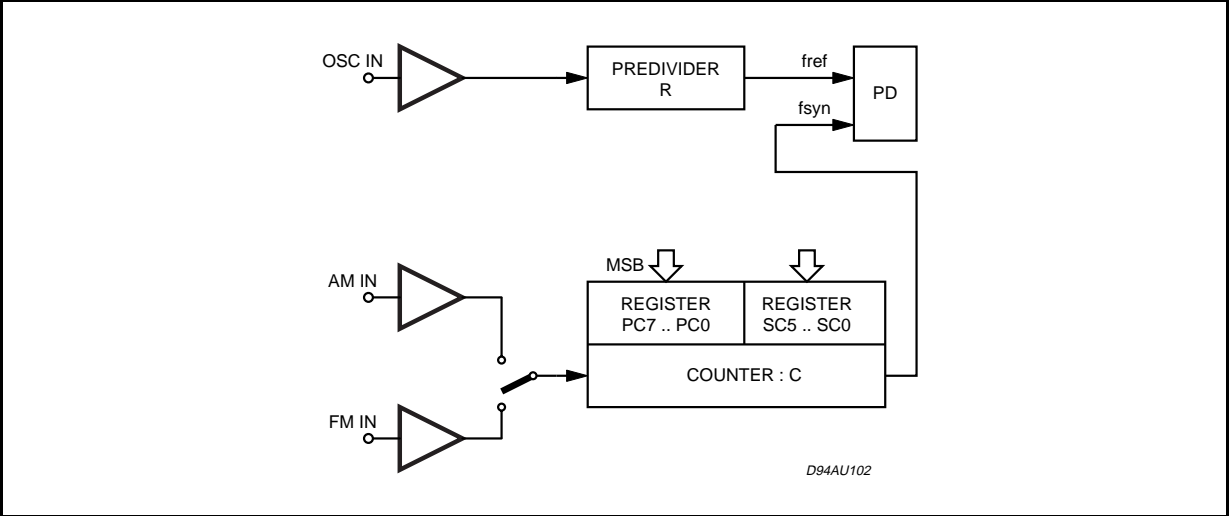 OSC IN
PREDIVIDER
R
fref
fsyn
PD
MSB
AM IN
REGISTER
PC7 .. PC0
REGISTER
SC5 .. SC0
COUNTER : C
FM IN
D94AU102